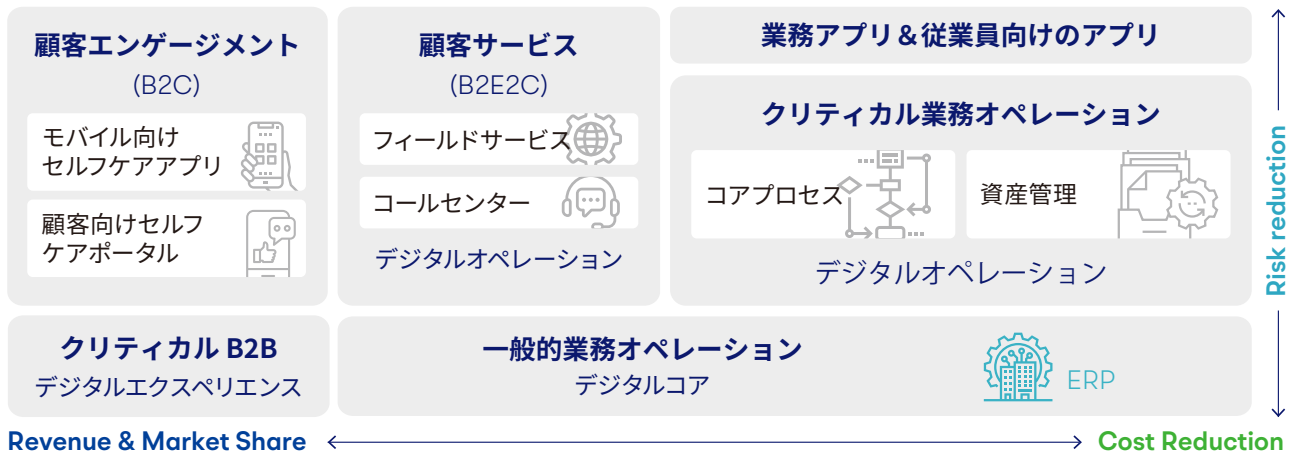 顧客エンゲージメント
(B2C)
モバイル向け
セルフケアアプリ
顧客向けセルフ
ケアポータル
顧客サービス
(B2E2C)
フィールドサービス
コールセンター
デジタルオペレーション
業務アプリ＆従業員向けのアプリ
クリティカル業務オペレーション
コアプロセス
資産管理
デジタルオペレーション
Risk reduction
クリティカル B2B
デジタルエクスペリエンス
一般的業務オペレーション
デジタルコア
ERP
Revenue & Market Share
Cost Reduction